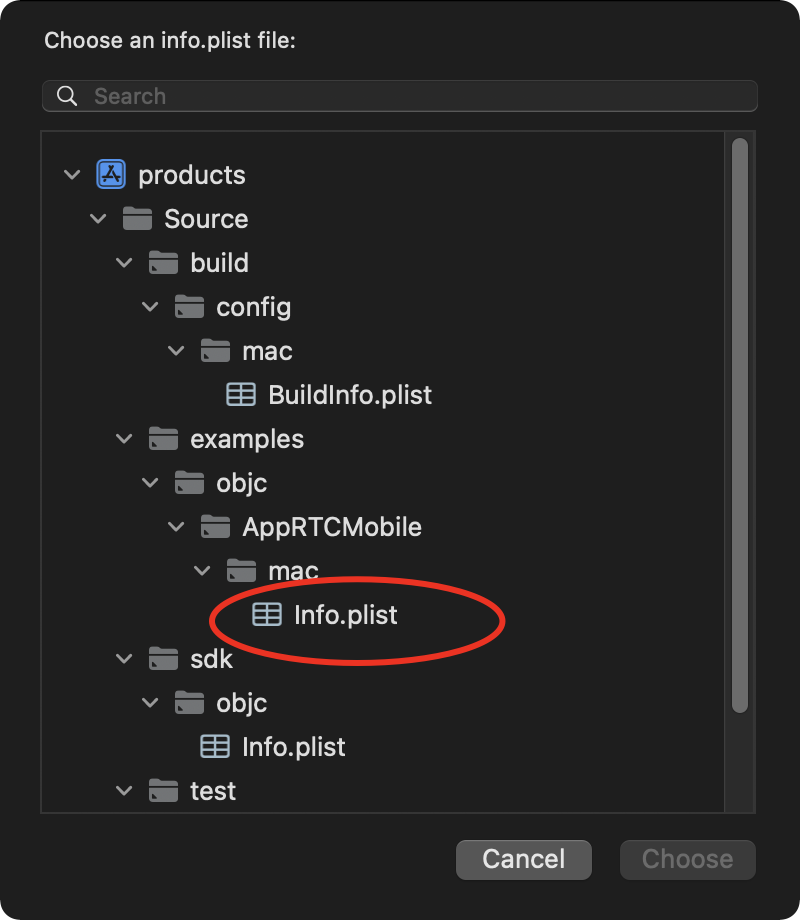 Choose an info.plist file:
Search
products
Source
build
config
mac
BuildInfo.plist
examples
objc
AppRTCMobile
mac
Info.plist
sdk
objc
Info.plist
test
Cancel
Choose